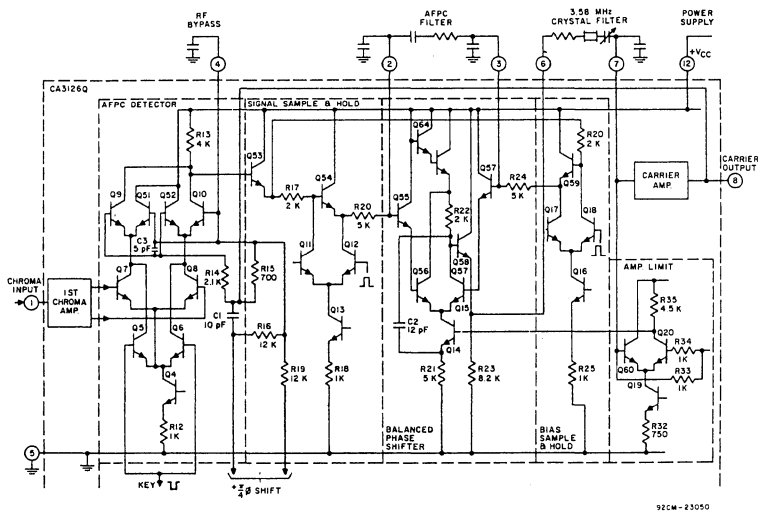 RF
BYPASS
AFPC
FILTER
3.58 MHz
CRYSTAL FILTER
POWER
SUPPLY
+VCC
4
2
3
6
7
12
CA3126Q
AFPC DETECTOR
SIGNAL SAMPLE & HOLD
R13
4 K
Q53
Q64
Q57
R20
2 K
Q54
Q9
Q51
Q52
Q10
R17
2 K
R20
5 K
Q55
R24
5 K
Q59
CARRIER
AMP.
CARRIER
OUTPUT
8
R22
2 K
Q17
Q18
C3
5 pF
Q11
Q12
Q58
Q56
Q57
Q15
CHROMA
INPUT
1
1ST
CHROMA
AMP.
Q7
Q8
R14
2.1 K
R15
700
Q16
AMP LIMIT
C1
10 pF
R16
12 K
Q13
C2
12 pF
Q14
R35
4.5 K
Q5
Q6
Q20
R34
1K
Q4
R19
12 K
R18
1K
R21
5 K
R23
8.2 K
R25
1K
Q60
R33
1K
Q19
R12
1K
R32
750
5
BALANCED
PHASE
SHIFTER
BIAS
SAMPLE
& HOLD
KEY
+π/4 Ø SHIFT
92CM-23050